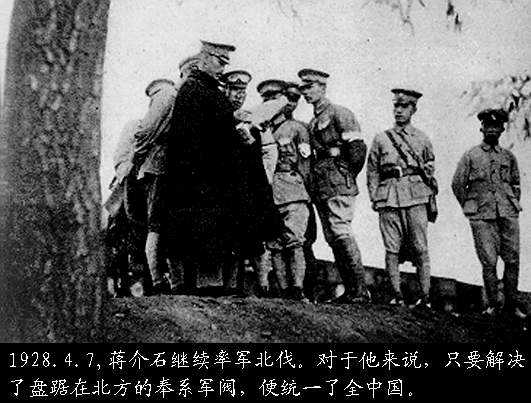 1928.4.7,蒋介石继续率军北伐。对于他来说，只要解决
了盘踞在北方的奉系军阀，便统一了全中国。